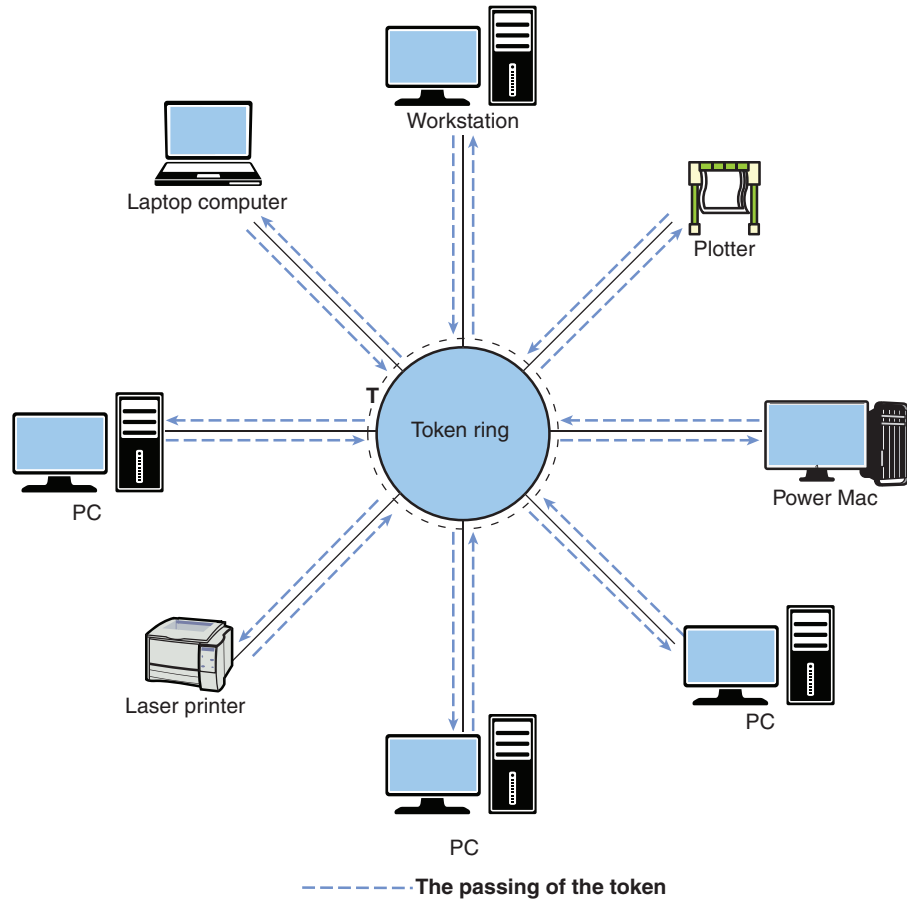 Workstation
Laptop computer
Plotter
T
Token ring
PC
Power Mac
Laser printer
PC
PC
The passing of the token